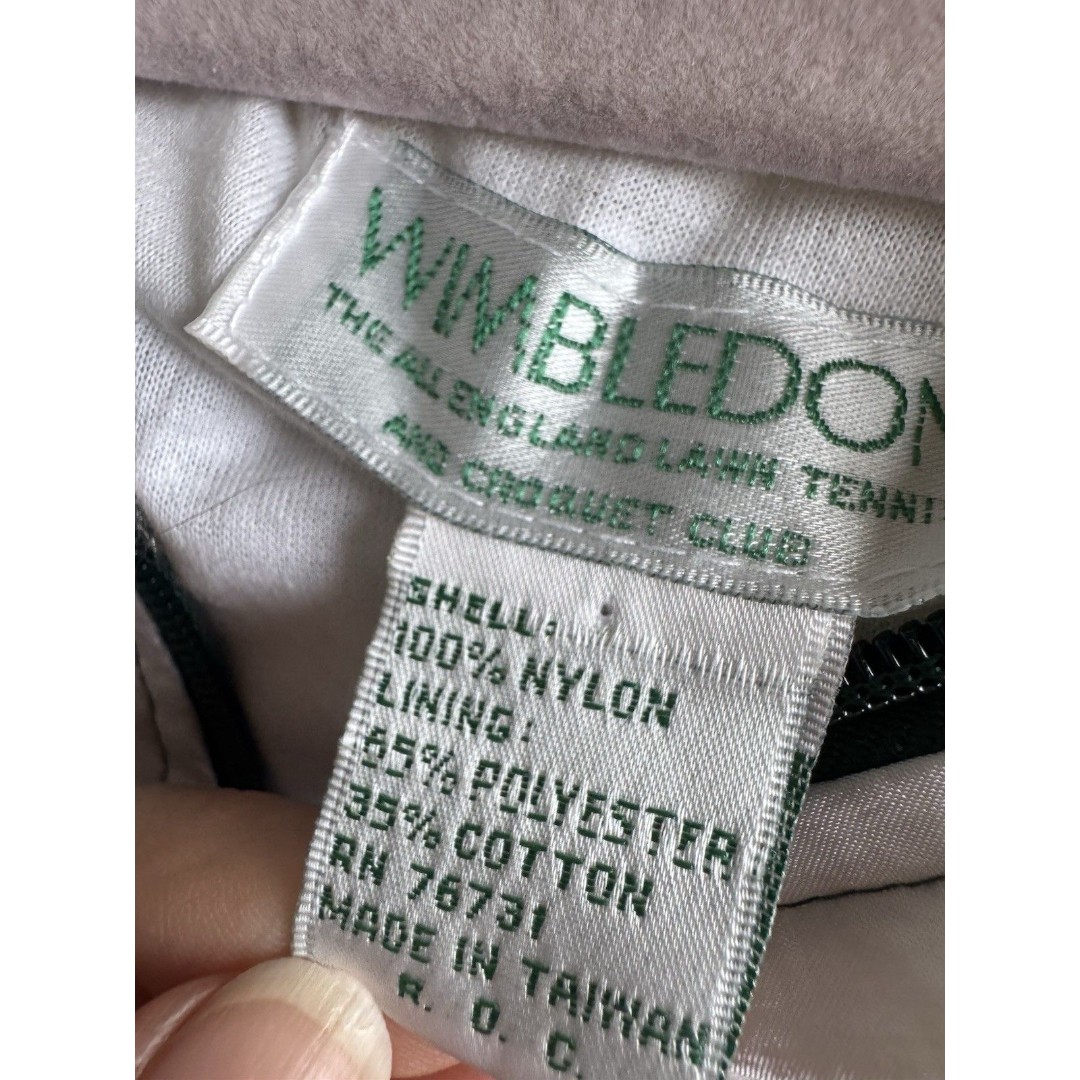 WIMBLEDON
THE ALL ENGLAND LAWN TENNI
AND CROQUET CLUB
SHELL:
100% NYLON
LINING:
65% POLYESTER
35% COTTON
RN 76731
MADE IN TAIWAN
R. O. C.